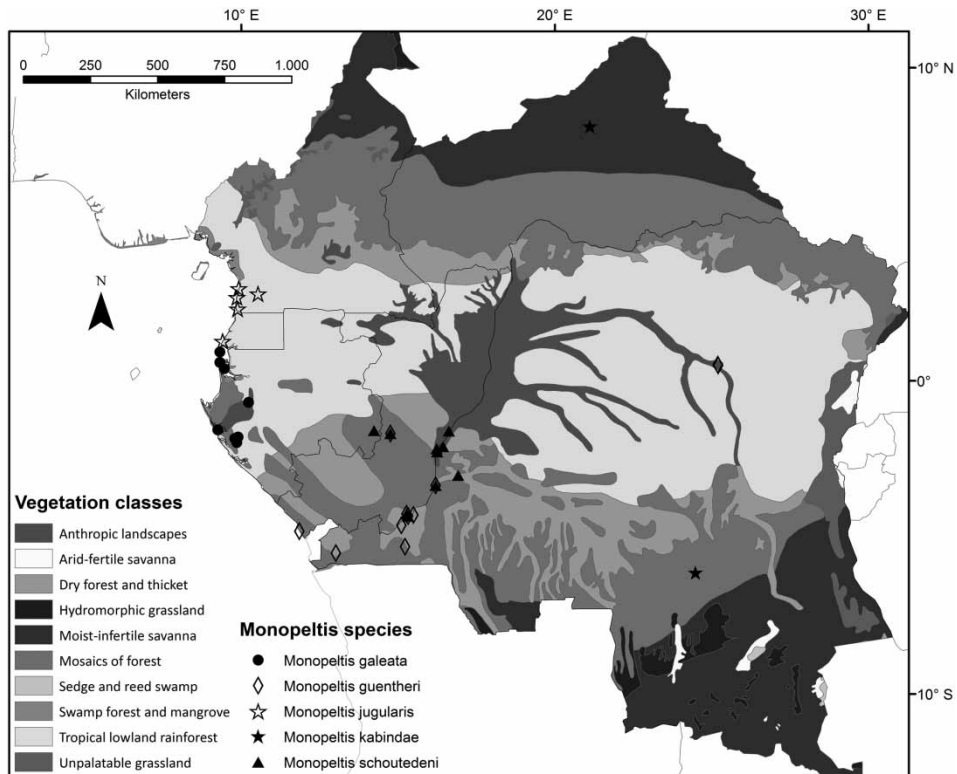 10° E
20° E
30° E
0 250 500 750 1.000
Kilometers
10° N
N
0°
10° S
Vegetation classes
Anthropic landscapes
Arid-fertile savanna
Dry forest and thicket
Hydromorphic grassland
Moist-infertile savanna
Mosaics of forest
Sedge and reed swamp
Swamp forest and mangrove
Tropical lowland rainforest
Unpalatable grassland
Monopeltis species
Monopeltis galeata
Monopeltis guentheri
Monopeltis jugularis
Monopeltis kabindae
Monopeltis schoutedeni